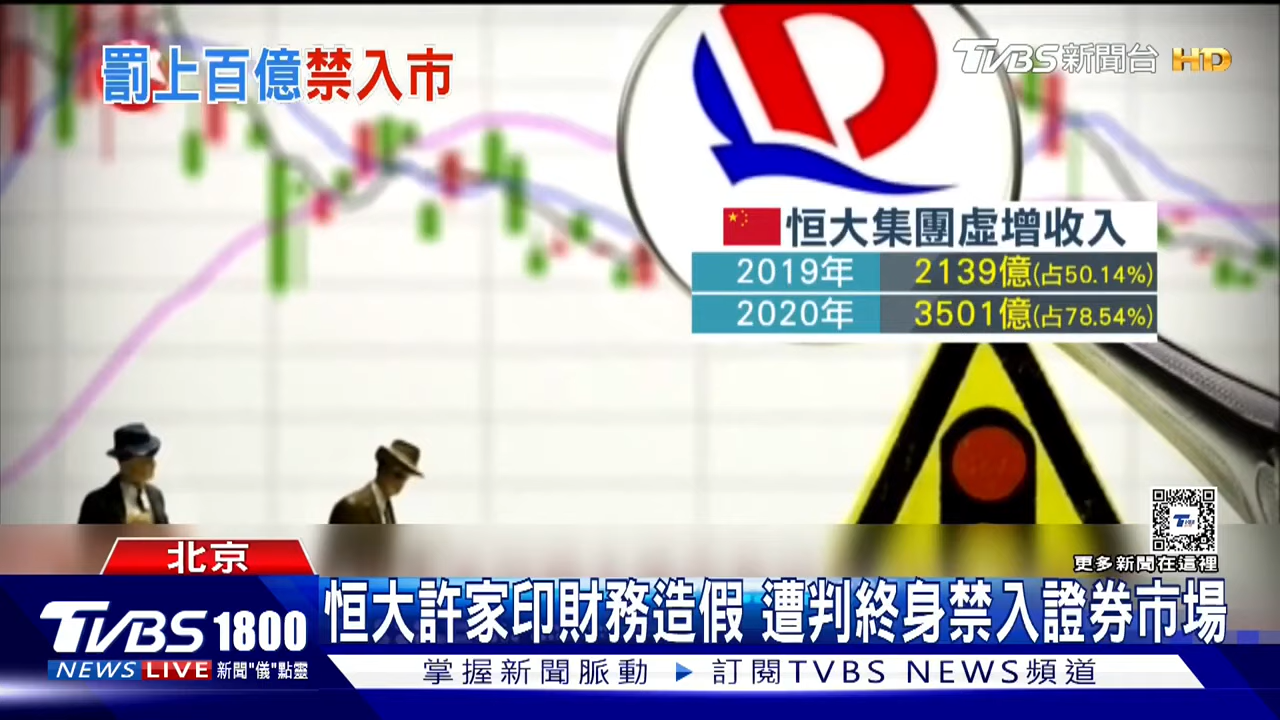 罰上百億禁入市
TVBS新聞台 HD
恒大集團虛增收入
2019年 2139億(占50.14%)
2020年 3501億(占78.54%)
TVBS
更多新聞在這裡
北京
恒大許家印財務造假 遭判終身禁入證券市場
TVBS 1800
NEWS LIVE 新聞"儀"點靈
掌握新聞脈動 ▶ 訂閱TVBS NEWS頻道